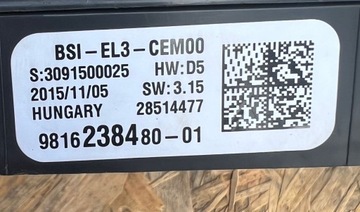 BSI-EL3-CEM00
S:3091500025 HW:D5
2015/11/05 SW:3.15
HUNGARY 28514477
9816238480-01